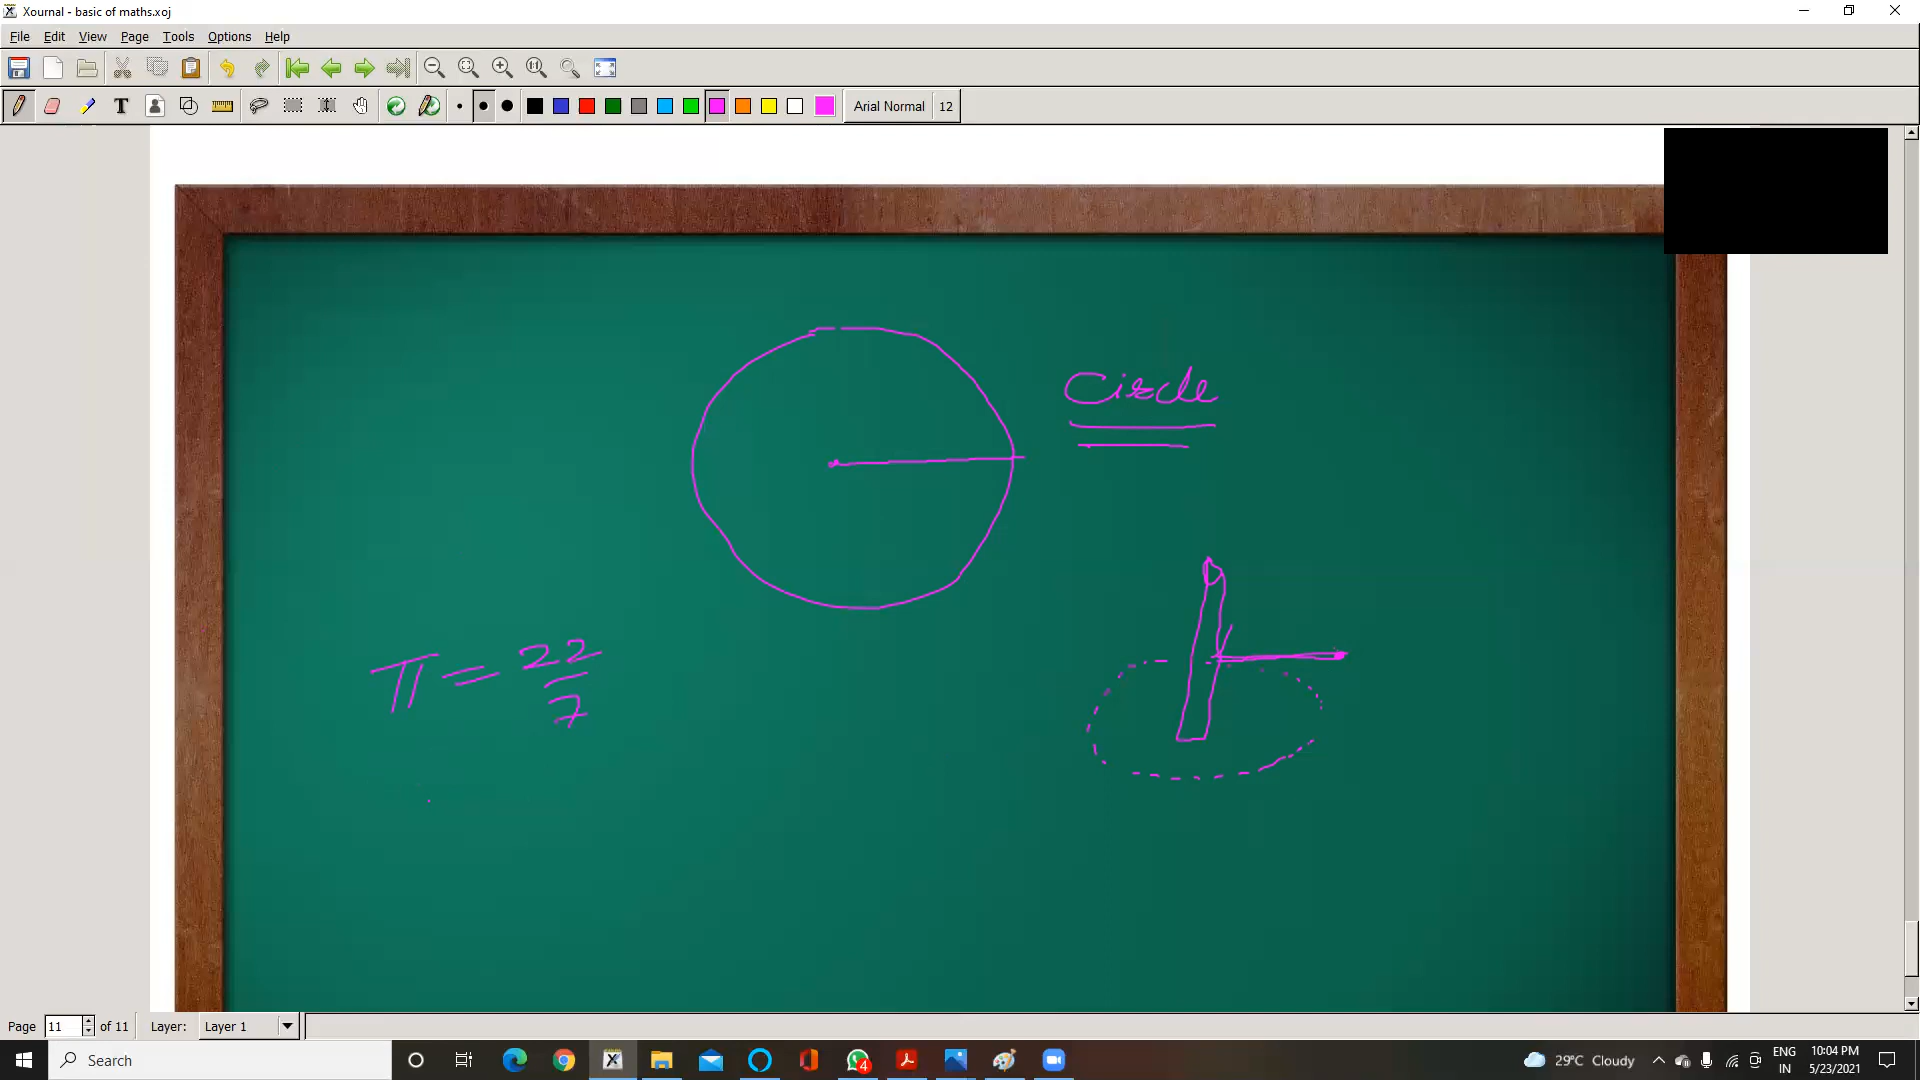 Xournal - basic of maths.xoj
File Edit View Page Tools Options Help
Arial Normal 12
Circle
π = 22/7
Page 11 of 11 Layer: Layer 1
Search
4
29°C Cloudy
ENG
IN
10:04 PM
5/23/2021